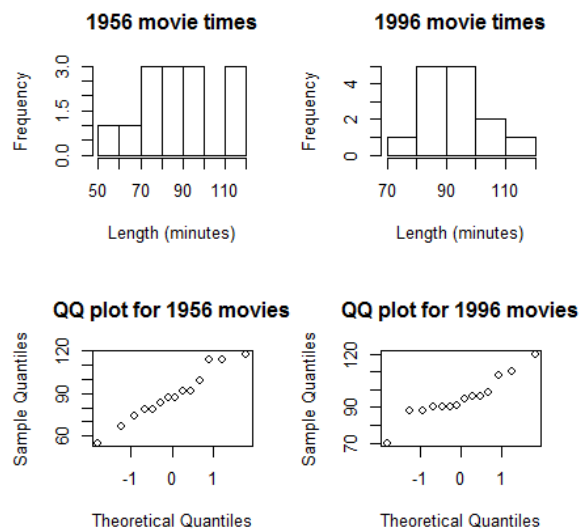 1956 movie times
Frequency
0.0 1.5 3.0
50 70 90 110
Length (minutes)
1996 movie times
Frequency
0 2 4
70 90 110
Length (minutes)
QQ plot for 1956 movies
Sample Quantiles
60 90 120
-1 0 1
Theoretical Quantiles
QQ plot for 1996 movies
Sample Quantiles
70 90 120
-1 0 1
Theoretical Quantiles